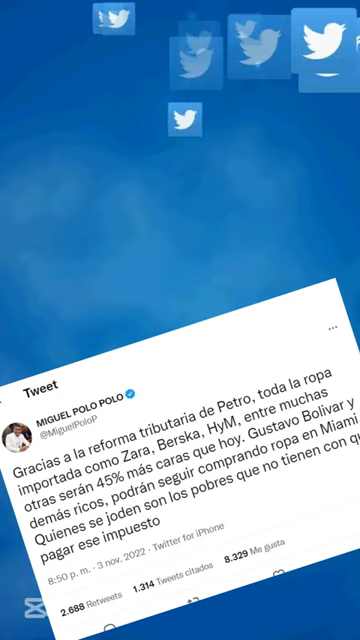 Tweet
MIGUEL POLO POLO
@MiguelPoloP
Gracias a la reforma tributaria de Petro, toda la ropa
importada como Zara, Berska, HyM, entre muchas
otras serán 45% más caras que hoy. Gustavo Bolívar y
demás ricos, podrán seguir comprando ropa en Miami
Quienes se joden son los pobres que no tienen con
pagar ese impuesto
8:50 p. m. · 3 nov. 2022 · Twitter for iPhone
2.688 Retweets 1.314 Tweets citados 8.329 Me gusta